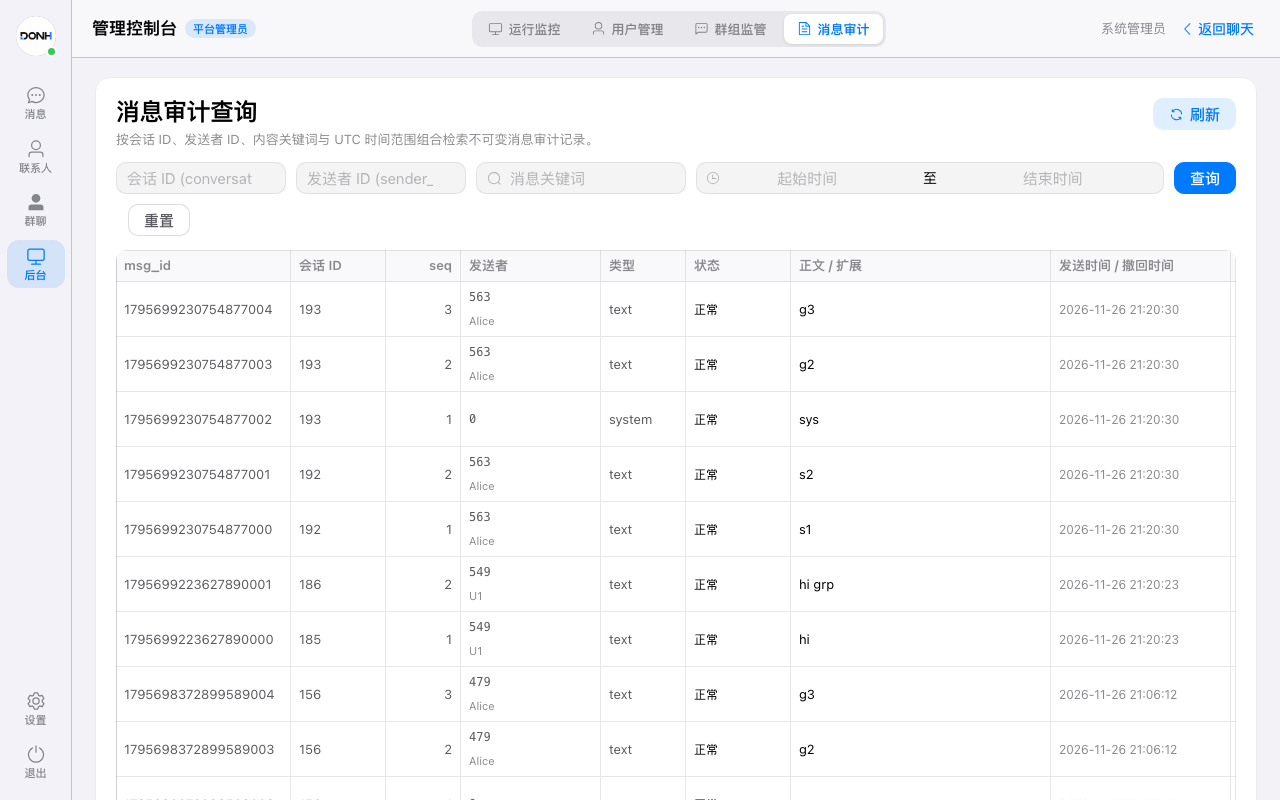 DONH
消息
联系人
群聊
后台
设置
退出
管理控制台 平台管理员
运行监控 用户管理 群组监管 消息审计
系统管理员 返回聊天
消息审计查询
刷新
按会话 ID、发送者 ID、内容关键词与 UTC 时间范围组合检索不可变消息审计记录。
会话 ID (conversat 发送者 ID (sender_ 消息关键词 起始时间 至 结束时间 查询
重置
msg_id 会话 ID seq 发送者 类型 状态 正文 / 扩展 发送时间 / 撤回时间
1795699230754877004 193 3 563 Alice text 正常 g3 2026-11-26 21:20:30
1795699230754877003 193 2 563 Alice text 正常 g2 2026-11-26 21:20:30
1795699230754877002 193 1 0 system 正常 sys 2026-11-26 21:20:30
1795699230754877001 192 2 563 Alice text 正常 s2 2026-11-26 21:20:30
1795699230754877000 192 1 563 Alice text 正常 s1 2026-11-26 21:20:30
1795699223627890001 186 2 549 U1 text 正常 hi grp 2026-11-26 21:20:23
1795699223627890000 185 1 549 U1 text 正常 hi 2026-11-26 21:20:23
1795698372899589004 156 3 479 Alice text 正常 g3 2026-11-26 21:06:12
1795698372899589003 156 2 479 Alice text 正常 g2 2026-11-26 21:06:12